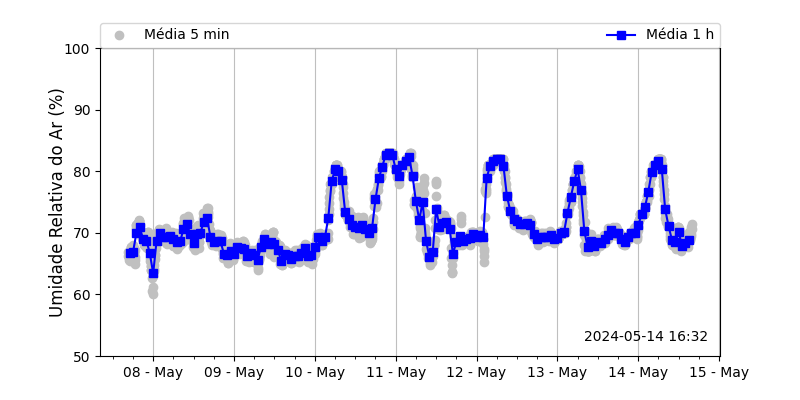 Média 5 min
Média 1 h
Umidade Relativa do Ar (%)
100
90
80
70
60
50
2024-05-14 16:32
08 - May
09 - May
10 - May
11 - May
12 - May
13 - May
14 - May
15 - May